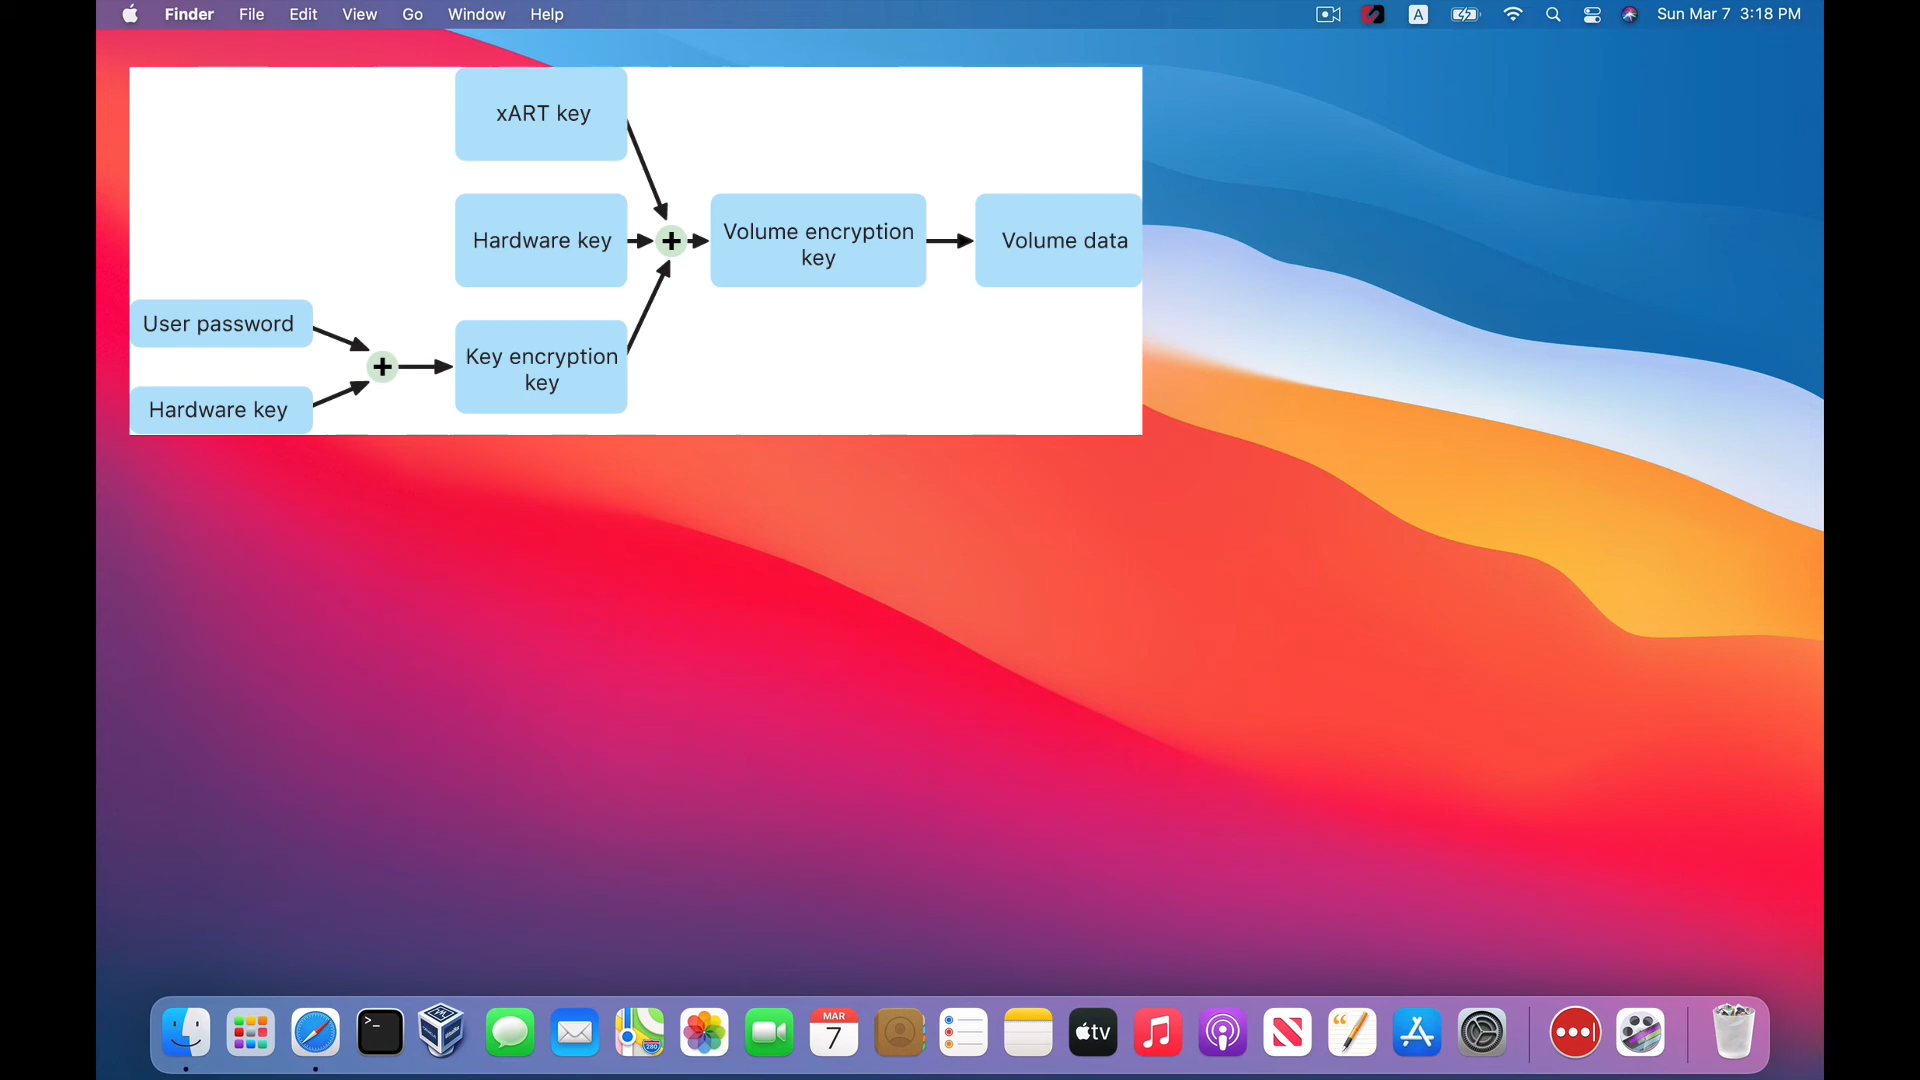 Finder File Edit View Go Window Help
A
Sun Mar 7 3:18 PM
xART key
Hardware key
Volume encryption
key
Volume data
User password
Key encryption
key
Hardware key
>_
280
MAR
7
tv